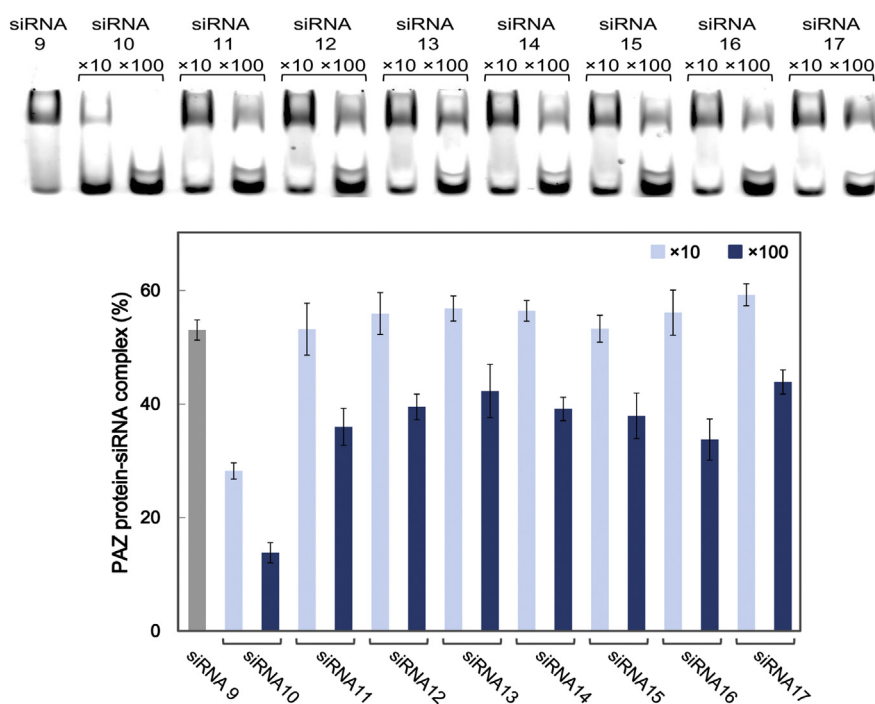 siRNA siRNA siRNA siRNA siRNA siRNA siRNA siRNA siRNA
9 10 11 12 13 14 15 16 17
×10 ×100 ×10 ×100 ×10 ×100 ×10 ×100 ×10 ×100 ×10 ×100 ×10 ×100 ×10 ×100
×10 ×100
60
40
20
0
PAZ protein-siRNA complex (%)
siRNA 9
siRNA10
siRNA11
siRNA12
siRNA13
siRNA14
siRNA15
siRNA16
siRNA17